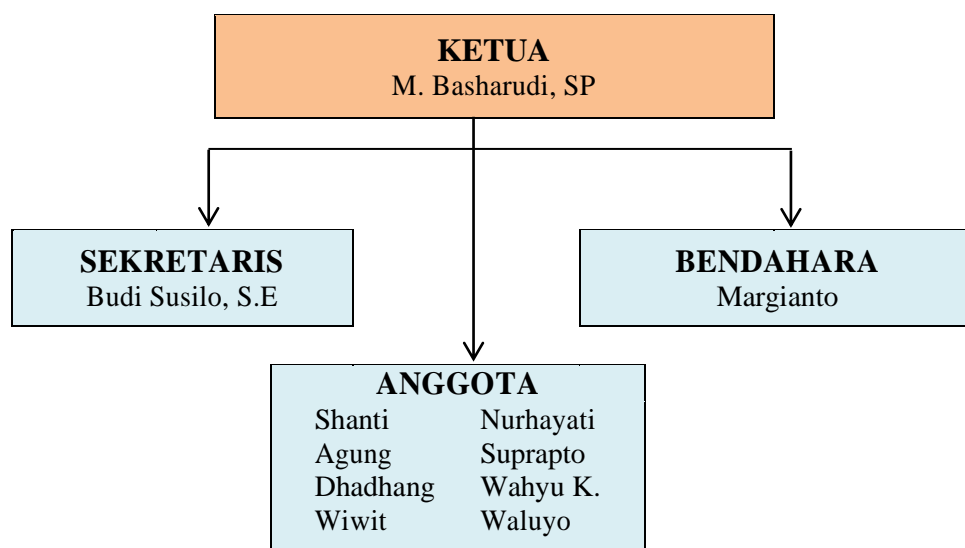 KETUA
M. Basharudi, SP
SEKRETARIS
Budi Susilo, S.E
BENDAHARA
Margianto
ANGGOTA
Shanti Nurhayati
Agung Suprapto
Dhadhang Wahyu K.
Wiwit Waluyo